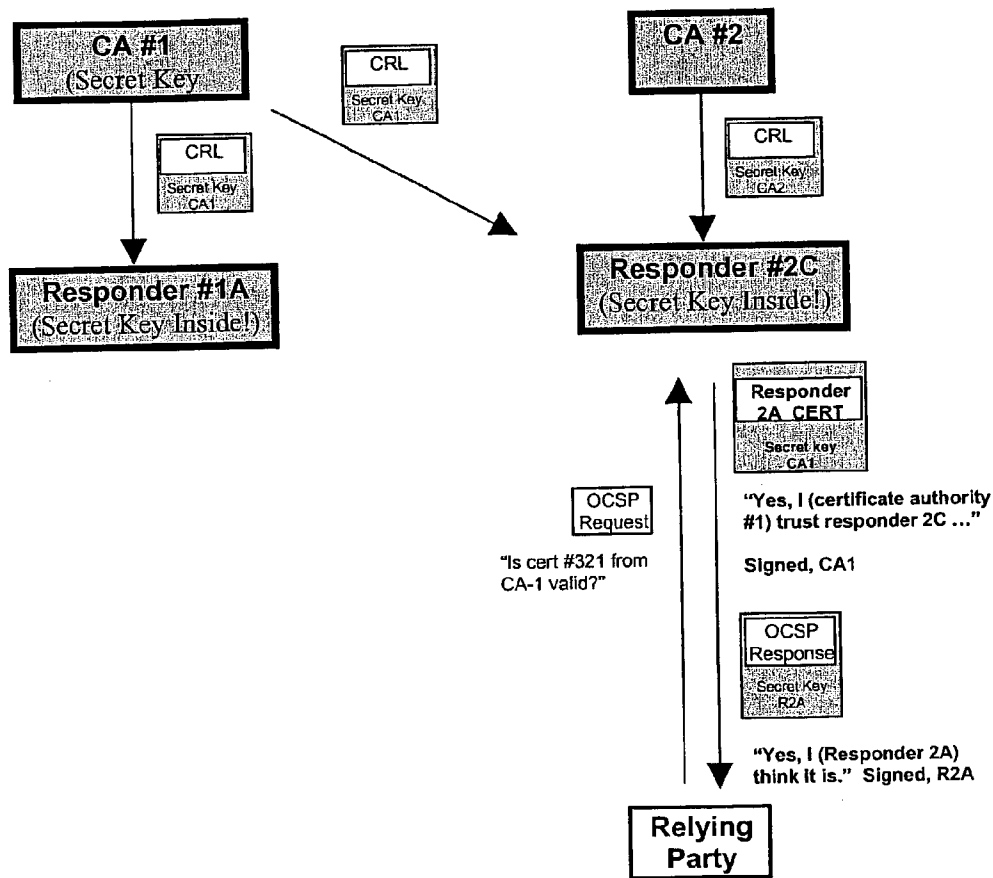 CA #1
(Secret Key
CRL
Secret Key
CA1
CA #2
CRL
Secret Key
CA1
CRL
Secret Key
CA2
Responder #1A
(Secret Key Inside!)
Responder #2C
(Secret Key Inside!)
Responder
2A CERT
Secret key
CA1
OCSP
Request
"Is cert #321 from
CA-1 valid?"
"Yes, I (certificate authority
#1) trust responder 2C ..."
Signed, CA1
OCSP
Response
Secret Key
R2A
"Yes, I (Responder 2A)
think it is." Signed, R2A
Relying
Party